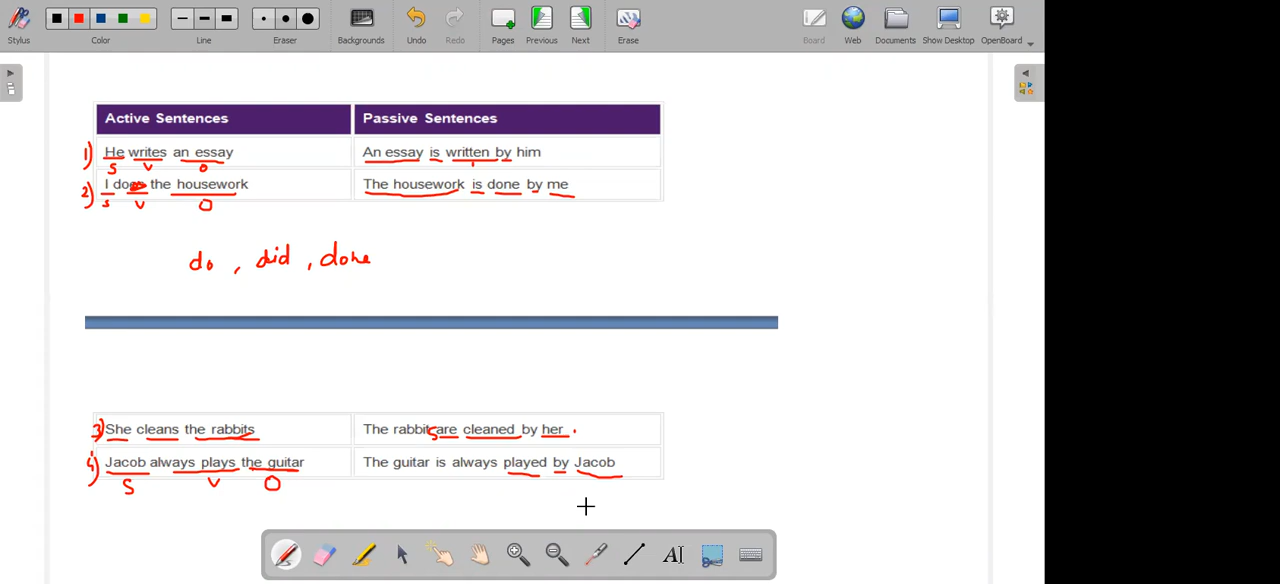 Stylus Color Line Eraser Backgrounds Undo Redo Pages Previous Next Erase Board Web Documents Show Desktop OpenBoard
Active Sentences Passive Sentences
1) He writes an essay An essay is written by him
S V O
2) I does the housework The housework is done by me
S V O
do , did , done
3) She cleans the rabbits The rabbits are cleaned by her .
4) Jacob always plays the guitar The guitar is always played by Jacob
S V O